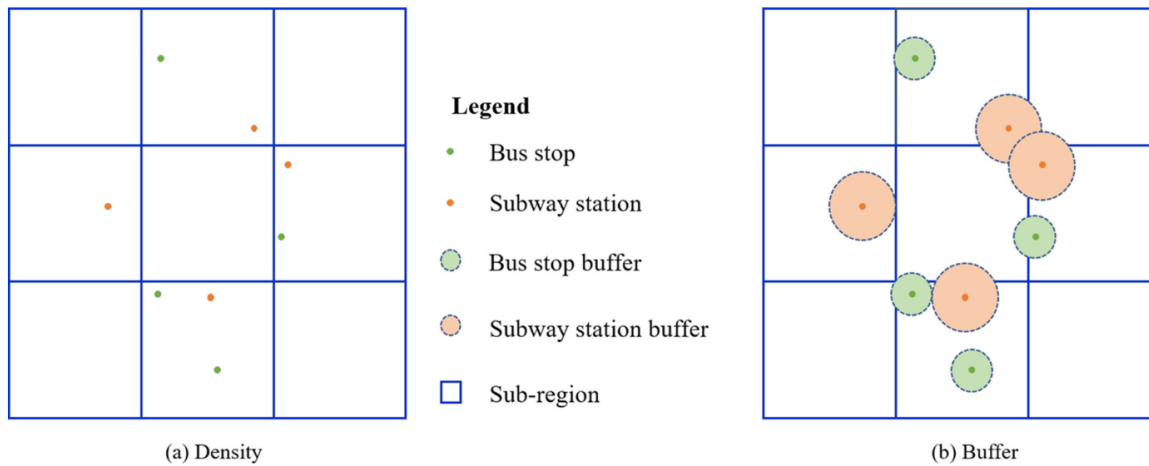 Legend
Bus stop
Subway station
Bus stop buffer
Subway station buffer
Sub-region
(a) Density
(b) Buffer